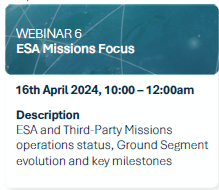 WEBINAR 6
ESA Missions Focus
16th April 2024, 10:00 – 12:00am
Description
ESA and Third-Party Missions
operations status, Ground Segment
evolution and key milestones